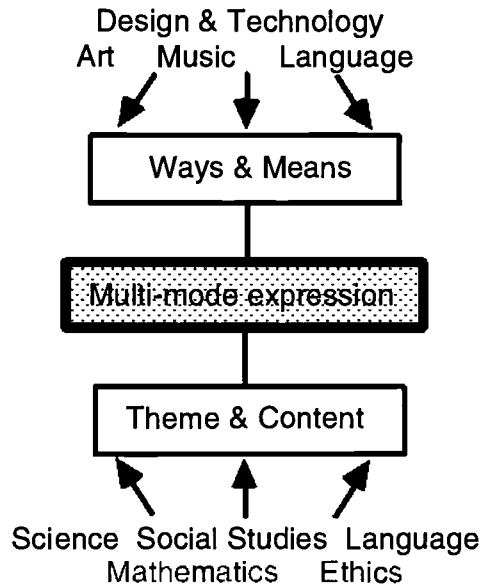 Design & Technology
Art Music Language
Ways & Means
Multi-mode expression
Theme & Content
Science Social Studies Language
Mathematics Ethics